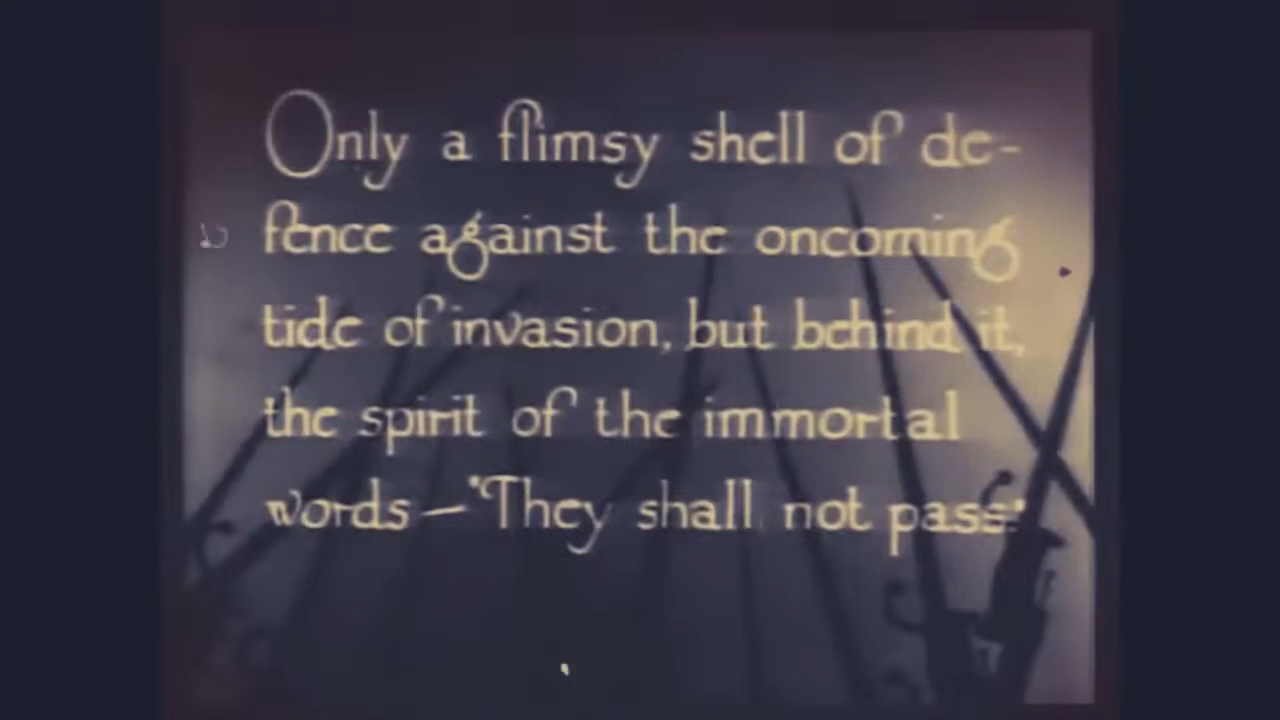 Only a flimsy shell of de-
fence against the oncoming
tide of invasion, but behind it,
the spirit of the immortal
words—"They shall not pass."